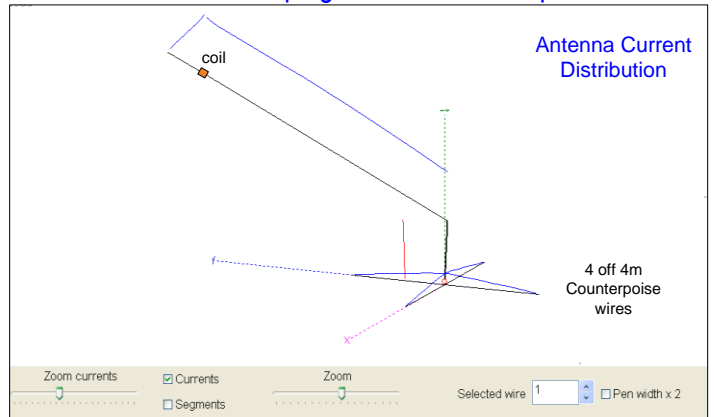 coil
Antenna Current
Distribution
4 off 4m
Counterpoise
wires
X
Zoom currents
Currents
Segments
Zoom
Selected wire 1
Pen width x 2